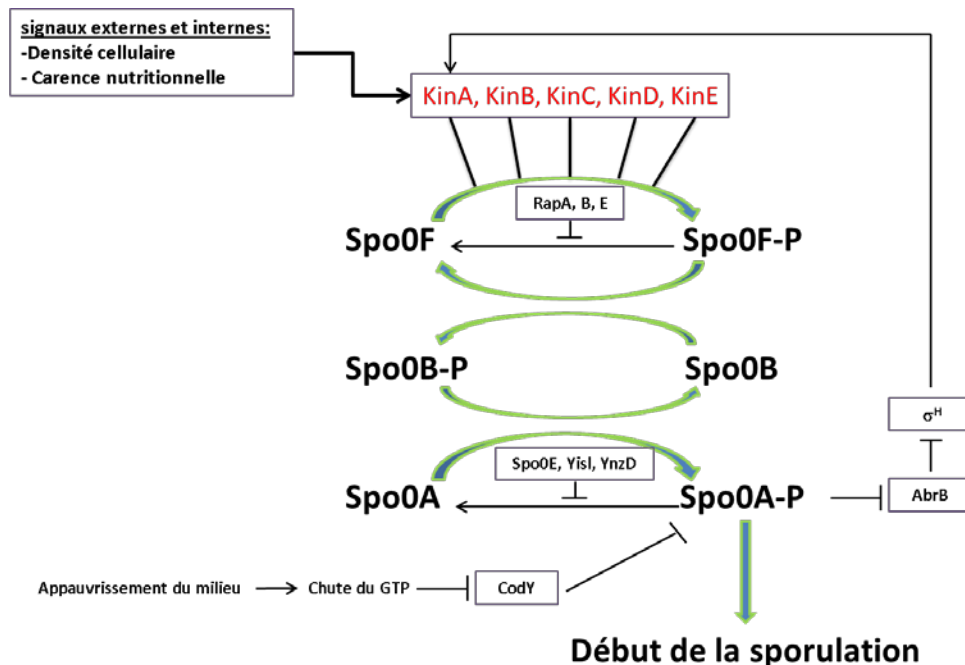 signaux externes et internes:
-Densité cellulaire
- Carence nutritionnelle
KinA, KinB, KinC, KinD, KinE
RapA, B, E
Spo0F
Spo0F-P
Spo0B-P
Spo0B
σᴴ
Spo0E, YisI, YnzD
Spo0A
Spo0A-P
AbrB
Appauvrissement du milieu
Chute du GTP
CodY
Début de la sporulation